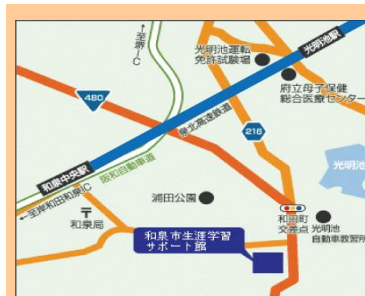 至堺IC
光明池運転
免許試験場
光明池駅
府立母子保健
総合医療センター
480
泉北高速鉄道
216
和泉中央駅
阪和自動車道
至岸和田和泉IC
光明池
浦田公園
〒
和泉局
和田町
交差点
光明池
自動車教習所
和泉市生涯学習
サポート館